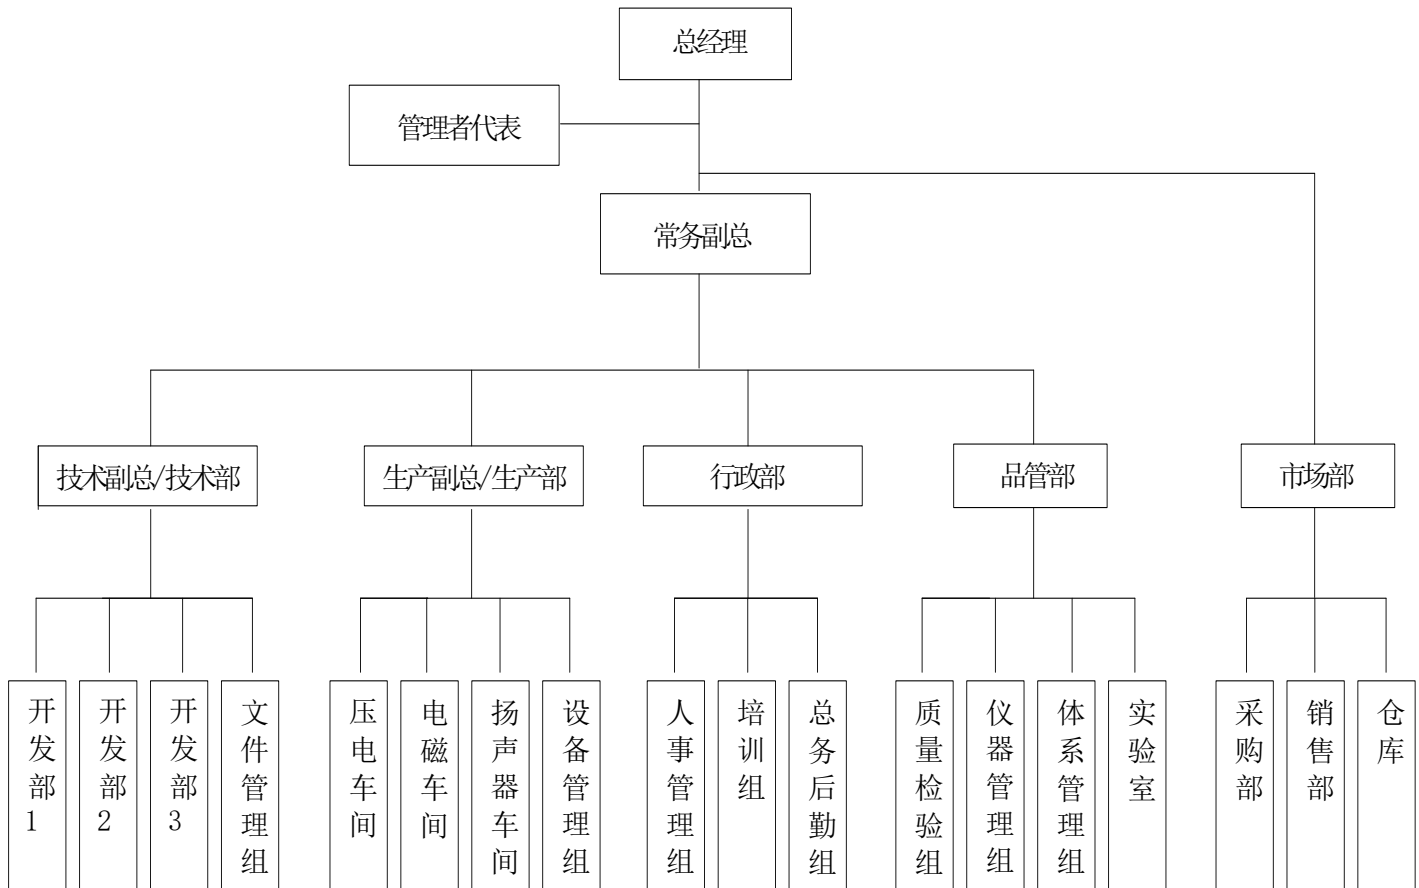 总经理
管理者代表
常务副总
技术副总/技术部
生产副总/生产部
行政部
品管部
市场部
开发部1
开发部2
开发部3
文件管理组
压电车间
电磁车间
扬声器车间
设备管理组
人事管理组
培训组
总务后勤组
质量检验组
仪器管理组
体系管理组
实验室
采购部
销售部
仓库